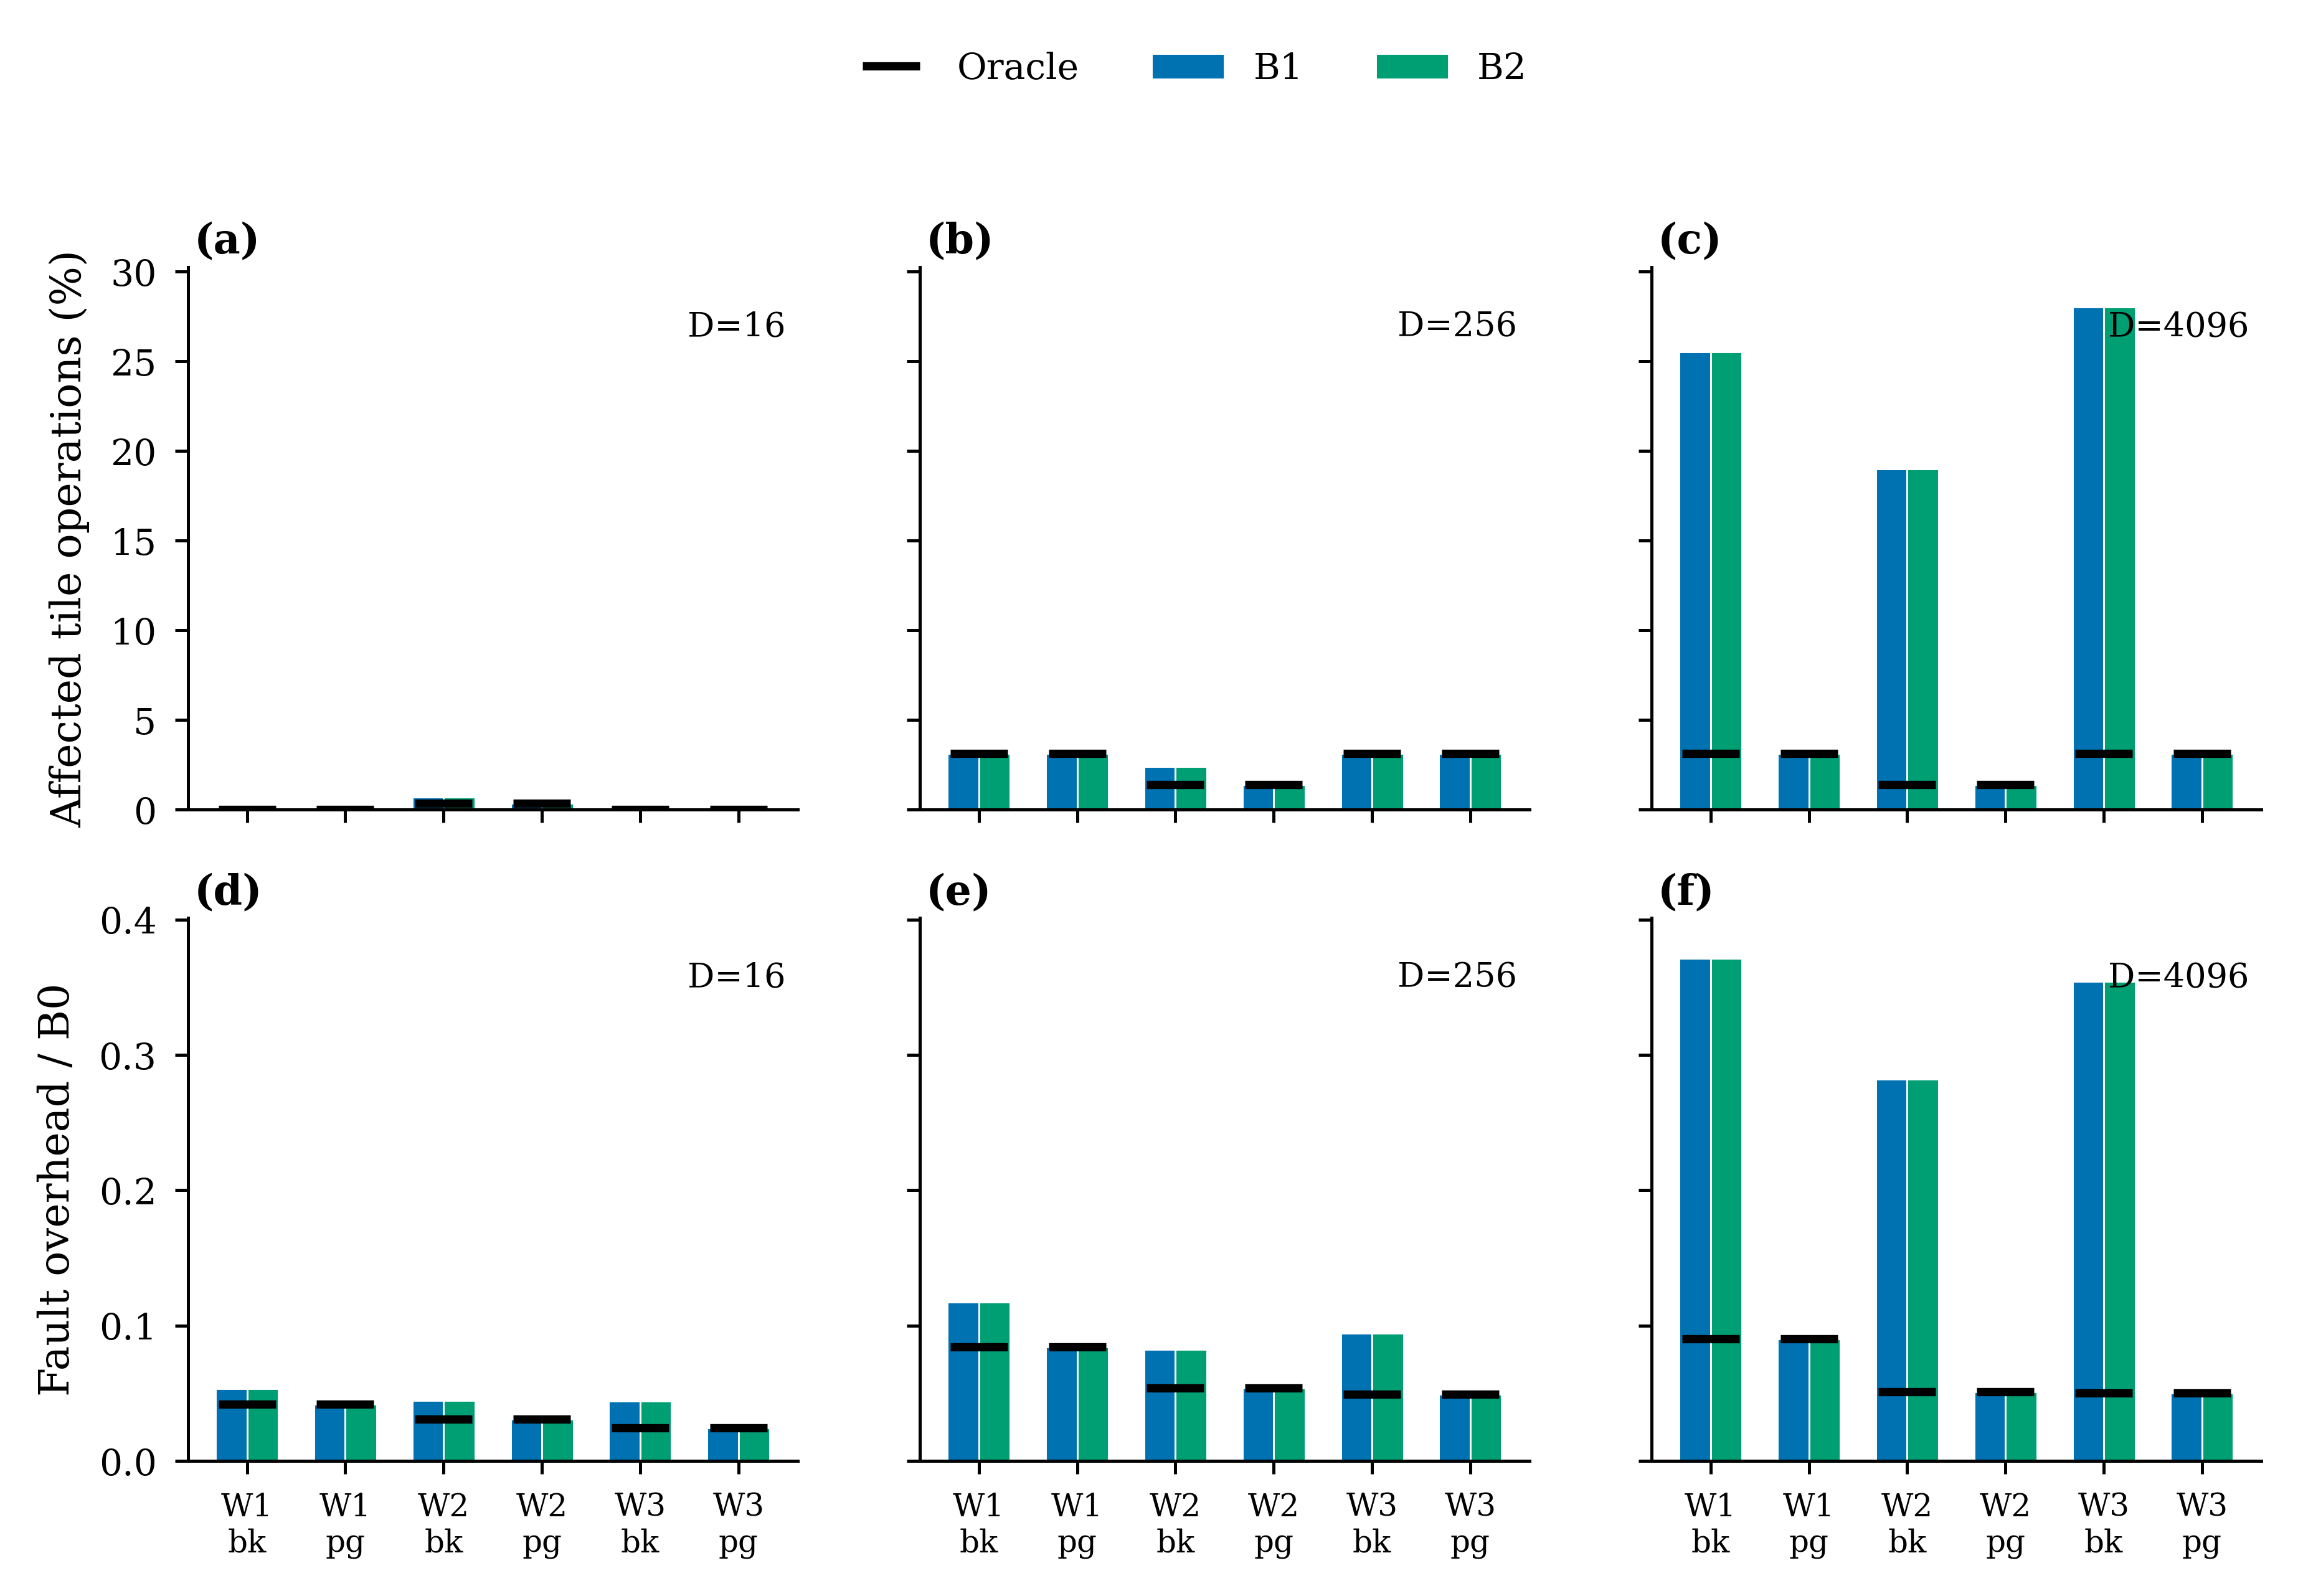 Oracle B1 B2
(a) (b) (c)
Affected tile operations (%)
30
25
20
15
10
5
0
D=16 D=256 D=4096
(d) (e) (f)
Fault overhead / B0
0.4
0.3
0.2
0.1
0.0
D=16 D=256 D=4096
W1 W1 W2 W2 W3 W3 W1 W1 W2 W2 W3 W3 W1 W1 W2 W2 W3 W3
bk pg bk pg bk pg bk pg bk pg bk pg bk pg bk pg bk pg